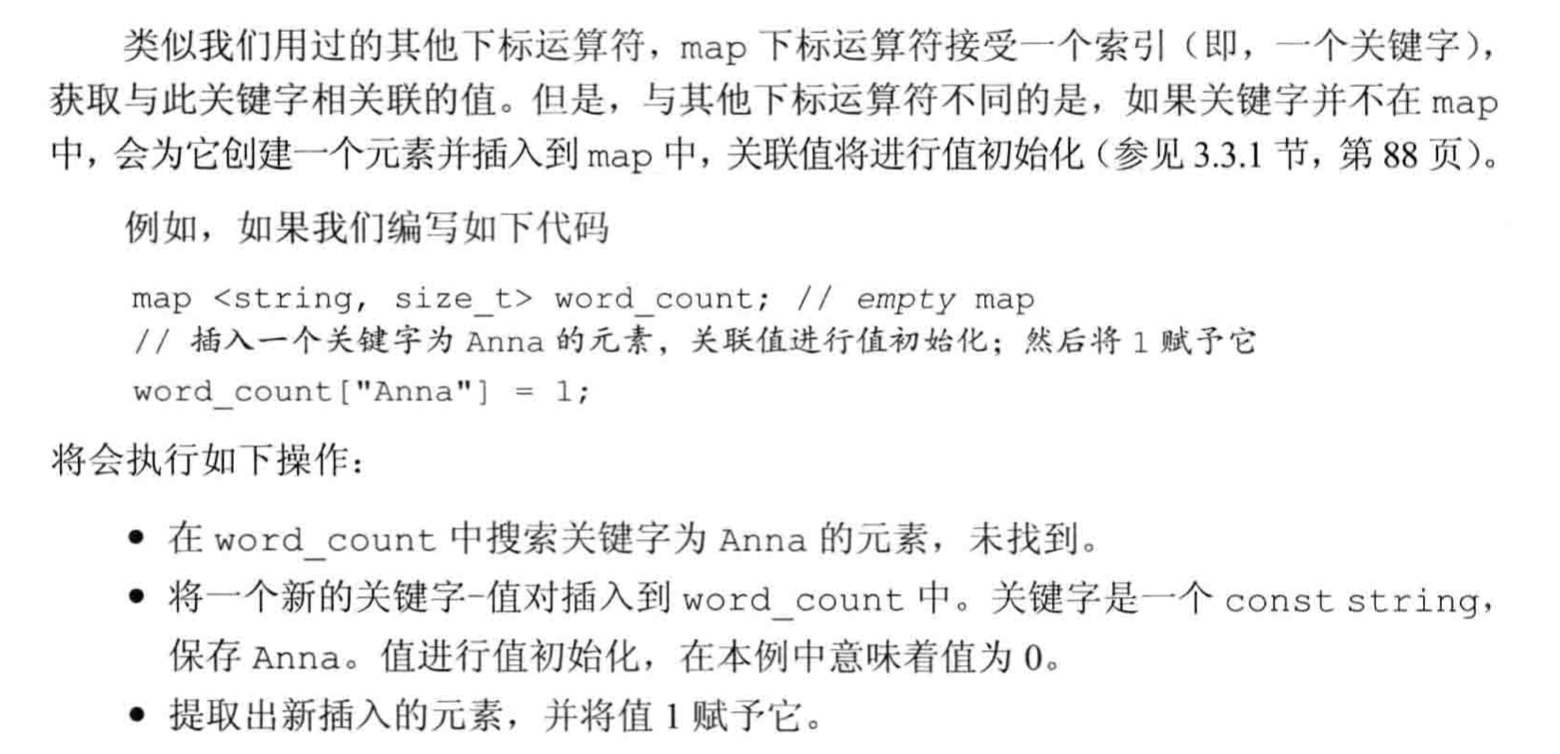 类似我们用过的其他下标运算符，map 下标运算符接受一个索引（即，一个关键字），
获取与此关键字相关联的值。但是，与其他下标运算符不同的是，如果关键字并不在 map
中，会为它创建一个元素并插入到 map 中，关联值将进行值初始化（参见 3.3.1 节，第 88 页）。
例如，如果我们编写如下代码
map <string, size_t> word_count; // empty map
// 插入一个关键字为 Anna 的元素，关联值进行值初始化；然后将 1 赋予它
word_count["Anna"] = 1;
将会执行如下操作：
• 在 word_count 中搜索关键字为 Anna 的元素，未找到。
• 将一个新的关键字-值对插入到 word_count 中。关键字是一个 const string，
保存 Anna。值进行值初始化，在本例中意味着值为 0。
• 提取出新插入的元素，并将值 1 赋予它。